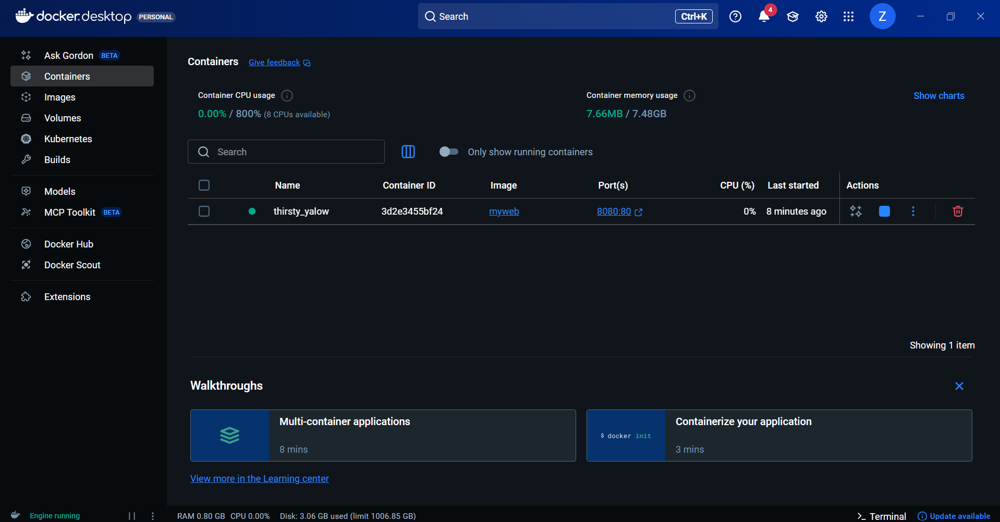 docker.desktop PERSONAL
Search Ctrl+K
4
Z
Ask Gordon BETA
Containers
Images
Volumes
Kubernetes
Builds
Models
MCP Toolkit BETA
Docker Hub
Docker Scout
Extensions
Containers Give feedback
Container CPU usage
0.00% / 800% (8 CPUs available)
Container memory usage
7.66MB / 7.48GB
Show charts
Search
Only show running containers
Name Container ID Image Port(s) CPU (%) Last started Actions
thirsty_yalow 3d2e3455bf24 myweb 8080:80 0% 8 minutes ago
Showing 1 item
Walkthroughs
Multi-container applications
8 mins
$ docker init
Containerize your application
3 mins
View more in the Learning center
Engine running RAM 0.80 GB CPU 0.00% Disk: 3.06 GB used (limit 1006.85 GB) Terminal Update available